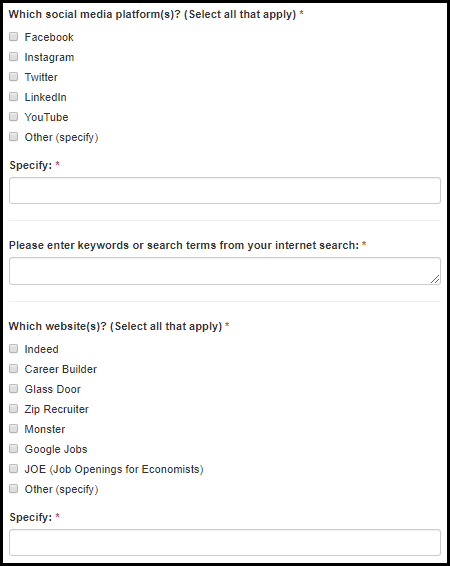 Which social media platform(s)? (Select all that apply) *
Facebook
Instagram
Twitter
LinkedIn
YouTube
Other (specify)
Specify: *
Please enter keywords or search terms from your internet search: *
Which website(s)? (Select all that apply) *
Indeed
Career Builder
Glass Door
Zip Recruiter
Monster
Google Jobs
JOE (Job Openings for Economists)
Other (specify)
Specify: *